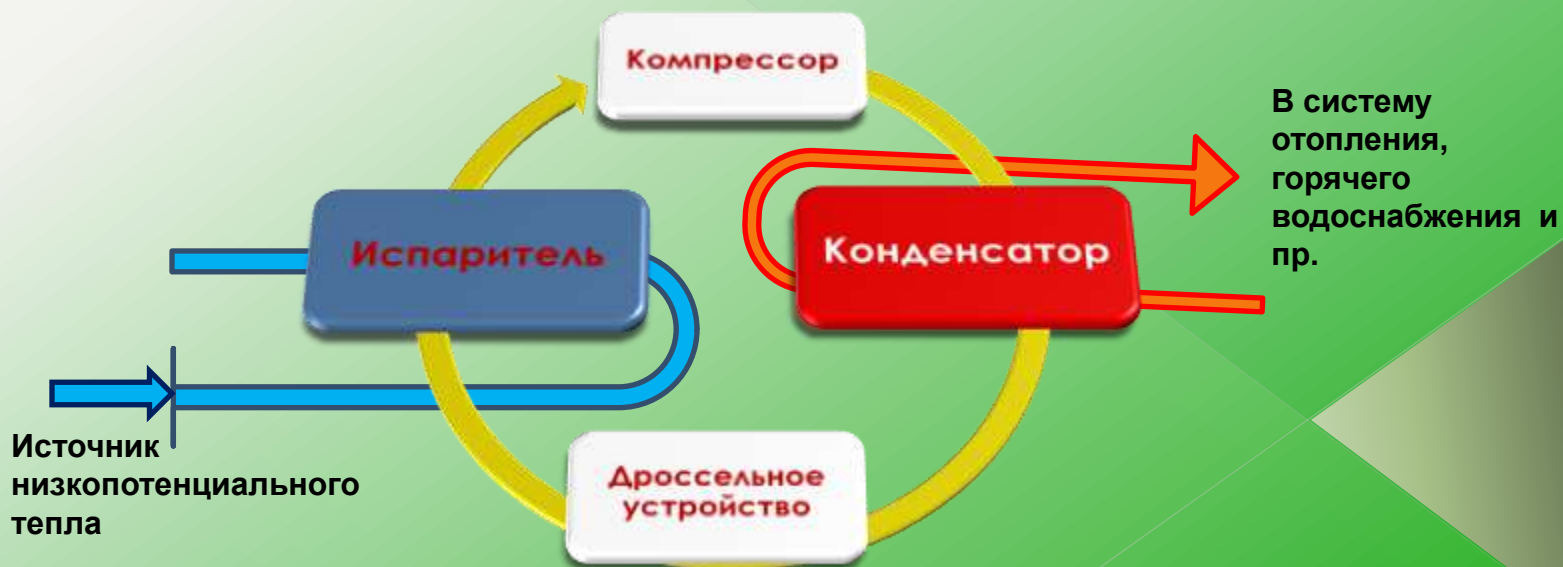 Компрессор
В систему
отопления,
горячего
водоснабжения и
пр.
Испаритель
Конденсатор
Источник
низкопотенциального
тепла
Дроссельное
устройство